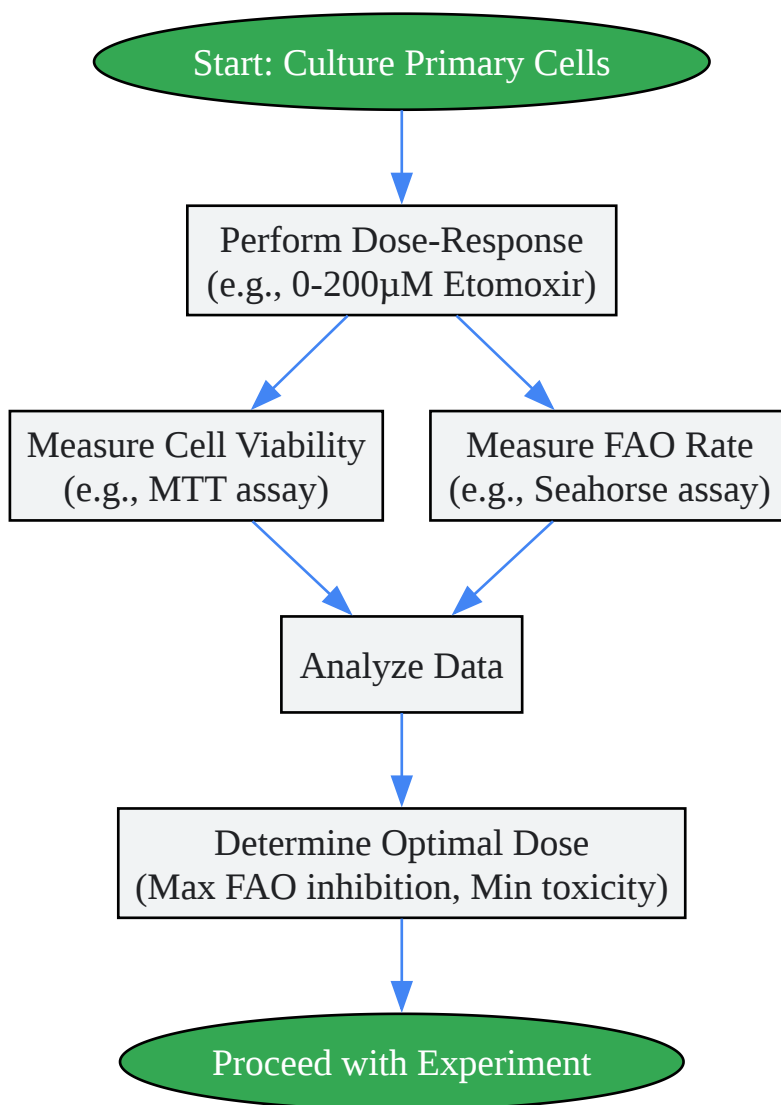 Start: Culture Primary Cells
Perform Dose-Response
(e.g., 0-200µM Etomoxir)
Measure Cell Viability
(e.g., MTT assay)
Measure FAO Rate
(e.g., Seahorse assay)
Analyze Data
Determine Optimal Dose
(Max FAO inhibition, Min toxicity)
Proceed with Experiment